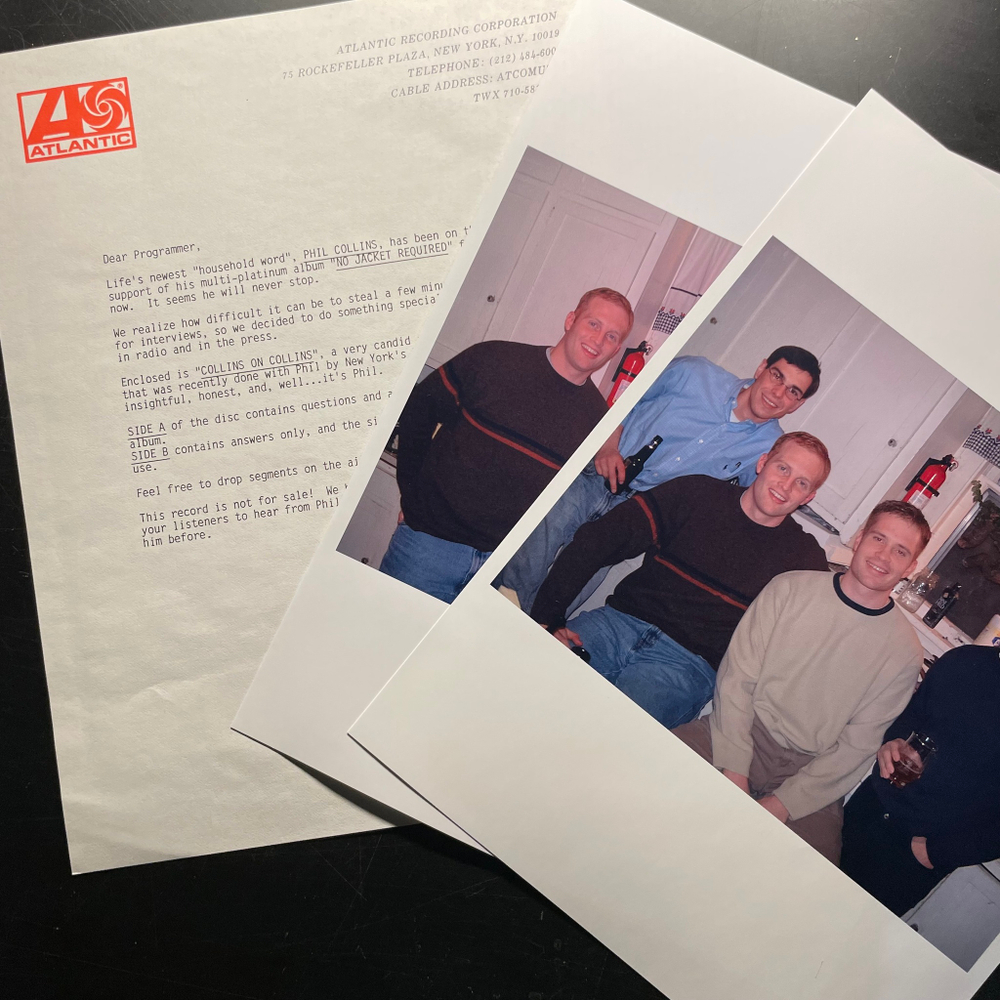 ATLANTIC RECORDING CORPORATION
75 ROCKEFELLER PLAZA, NEW YORK, N.Y. 10019
TELEPHONE: (212) 484-600
CABLE ADDRESS: ATCOMU
TWX 710-58
ATLANTIC
Dear Programmer,
Life's newest "household word", PHIL COLLINS, has been on
support of his multi-platinum album "NO JACKET REQUIRED"
now. It seems he will never stop.
We realize how difficult it can be to steal a few
for interviews, so we decided to do something
in radio and in the press.
Enclosed is "COLLINS ON COLLINS", a very candid
that was recently done with Phil by New York's
insightful, honest, and, well...it's Phil.
SIDE A of the disc contains questions and
album.
SIDE B contains answers only, and the
use.
Feel free to drop segments on the
This record is not for sale! We
your listeners to hear from Phil
him before.